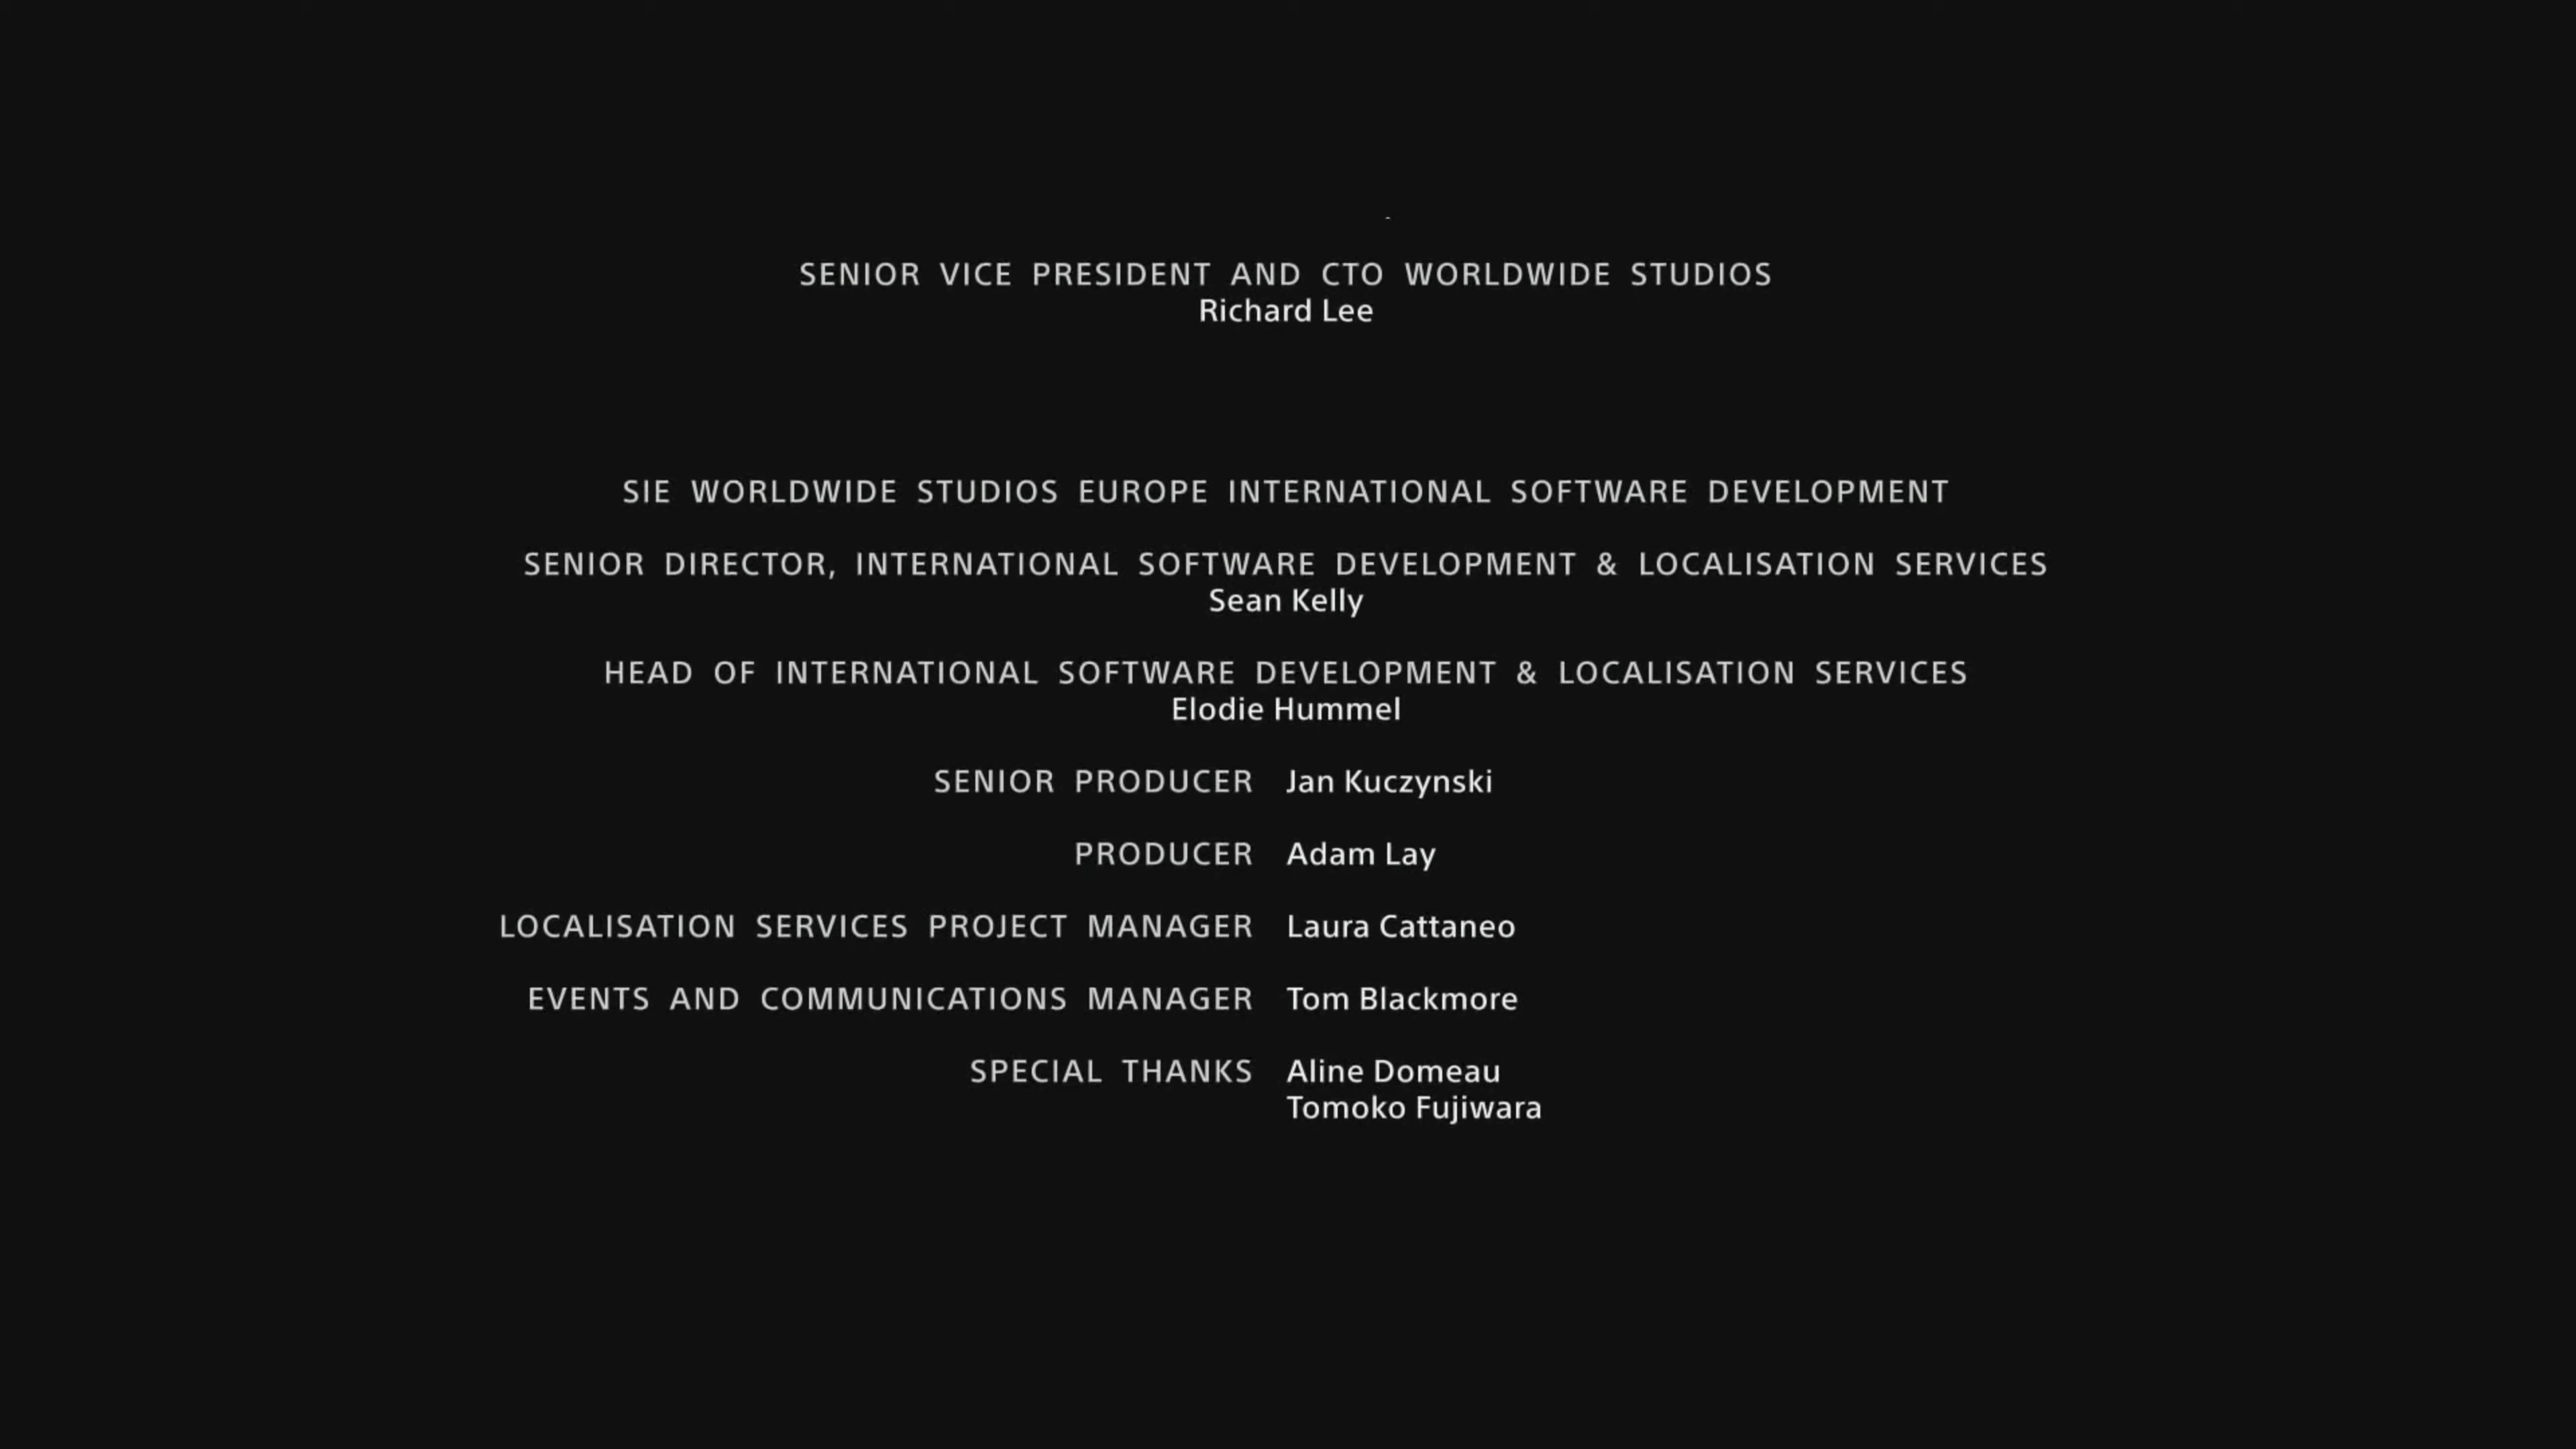 SENIOR VICE PRESIDENT AND CTO WORLDWIDE STUDIOS
Richard Lee
SIE WORLDWIDE STUDIOS EUROPE INTERNATIONAL SOFTWARE DEVELOPMENT
SENIOR DIRECTOR, INTERNATIONAL SOFTWARE DEVELOPMENT & LOCALISATION SERVICES
Sean Kelly
HEAD OF INTERNATIONAL SOFTWARE DEVELOPMENT & LOCALISATION SERVICES
Elodie Hummel
SENIOR PRODUCER Jan Kuczynski
PRODUCER Adam Lay
LOCALISATION SERVICES PROJECT MANAGER Laura Cattaneo
EVENTS AND COMMUNICATIONS MANAGER Tom Blackmore
SPECIAL THANKS Aline Domeau
Tomoko Fujiwara